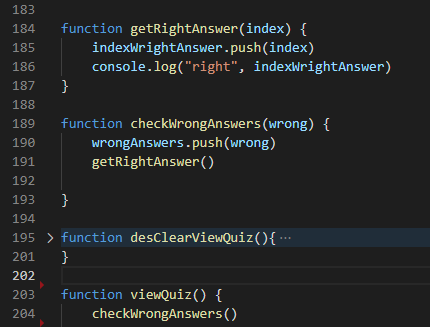 183
184 function getRightAnswer(index) {
185 indexWrightAnswer.push(index)
186 console.log("right", indexWrightAnswer)
187 }
188
189 function checkWrongAnswers(wrong) {
190 wrongAnswers.push(wrong)
191 getRightAnswer()
192
193 }
194
195 > function desClearViewQuiz(){ ···
201 }
202
203 function viewQuiz() {
204 checkWrongAnswers()